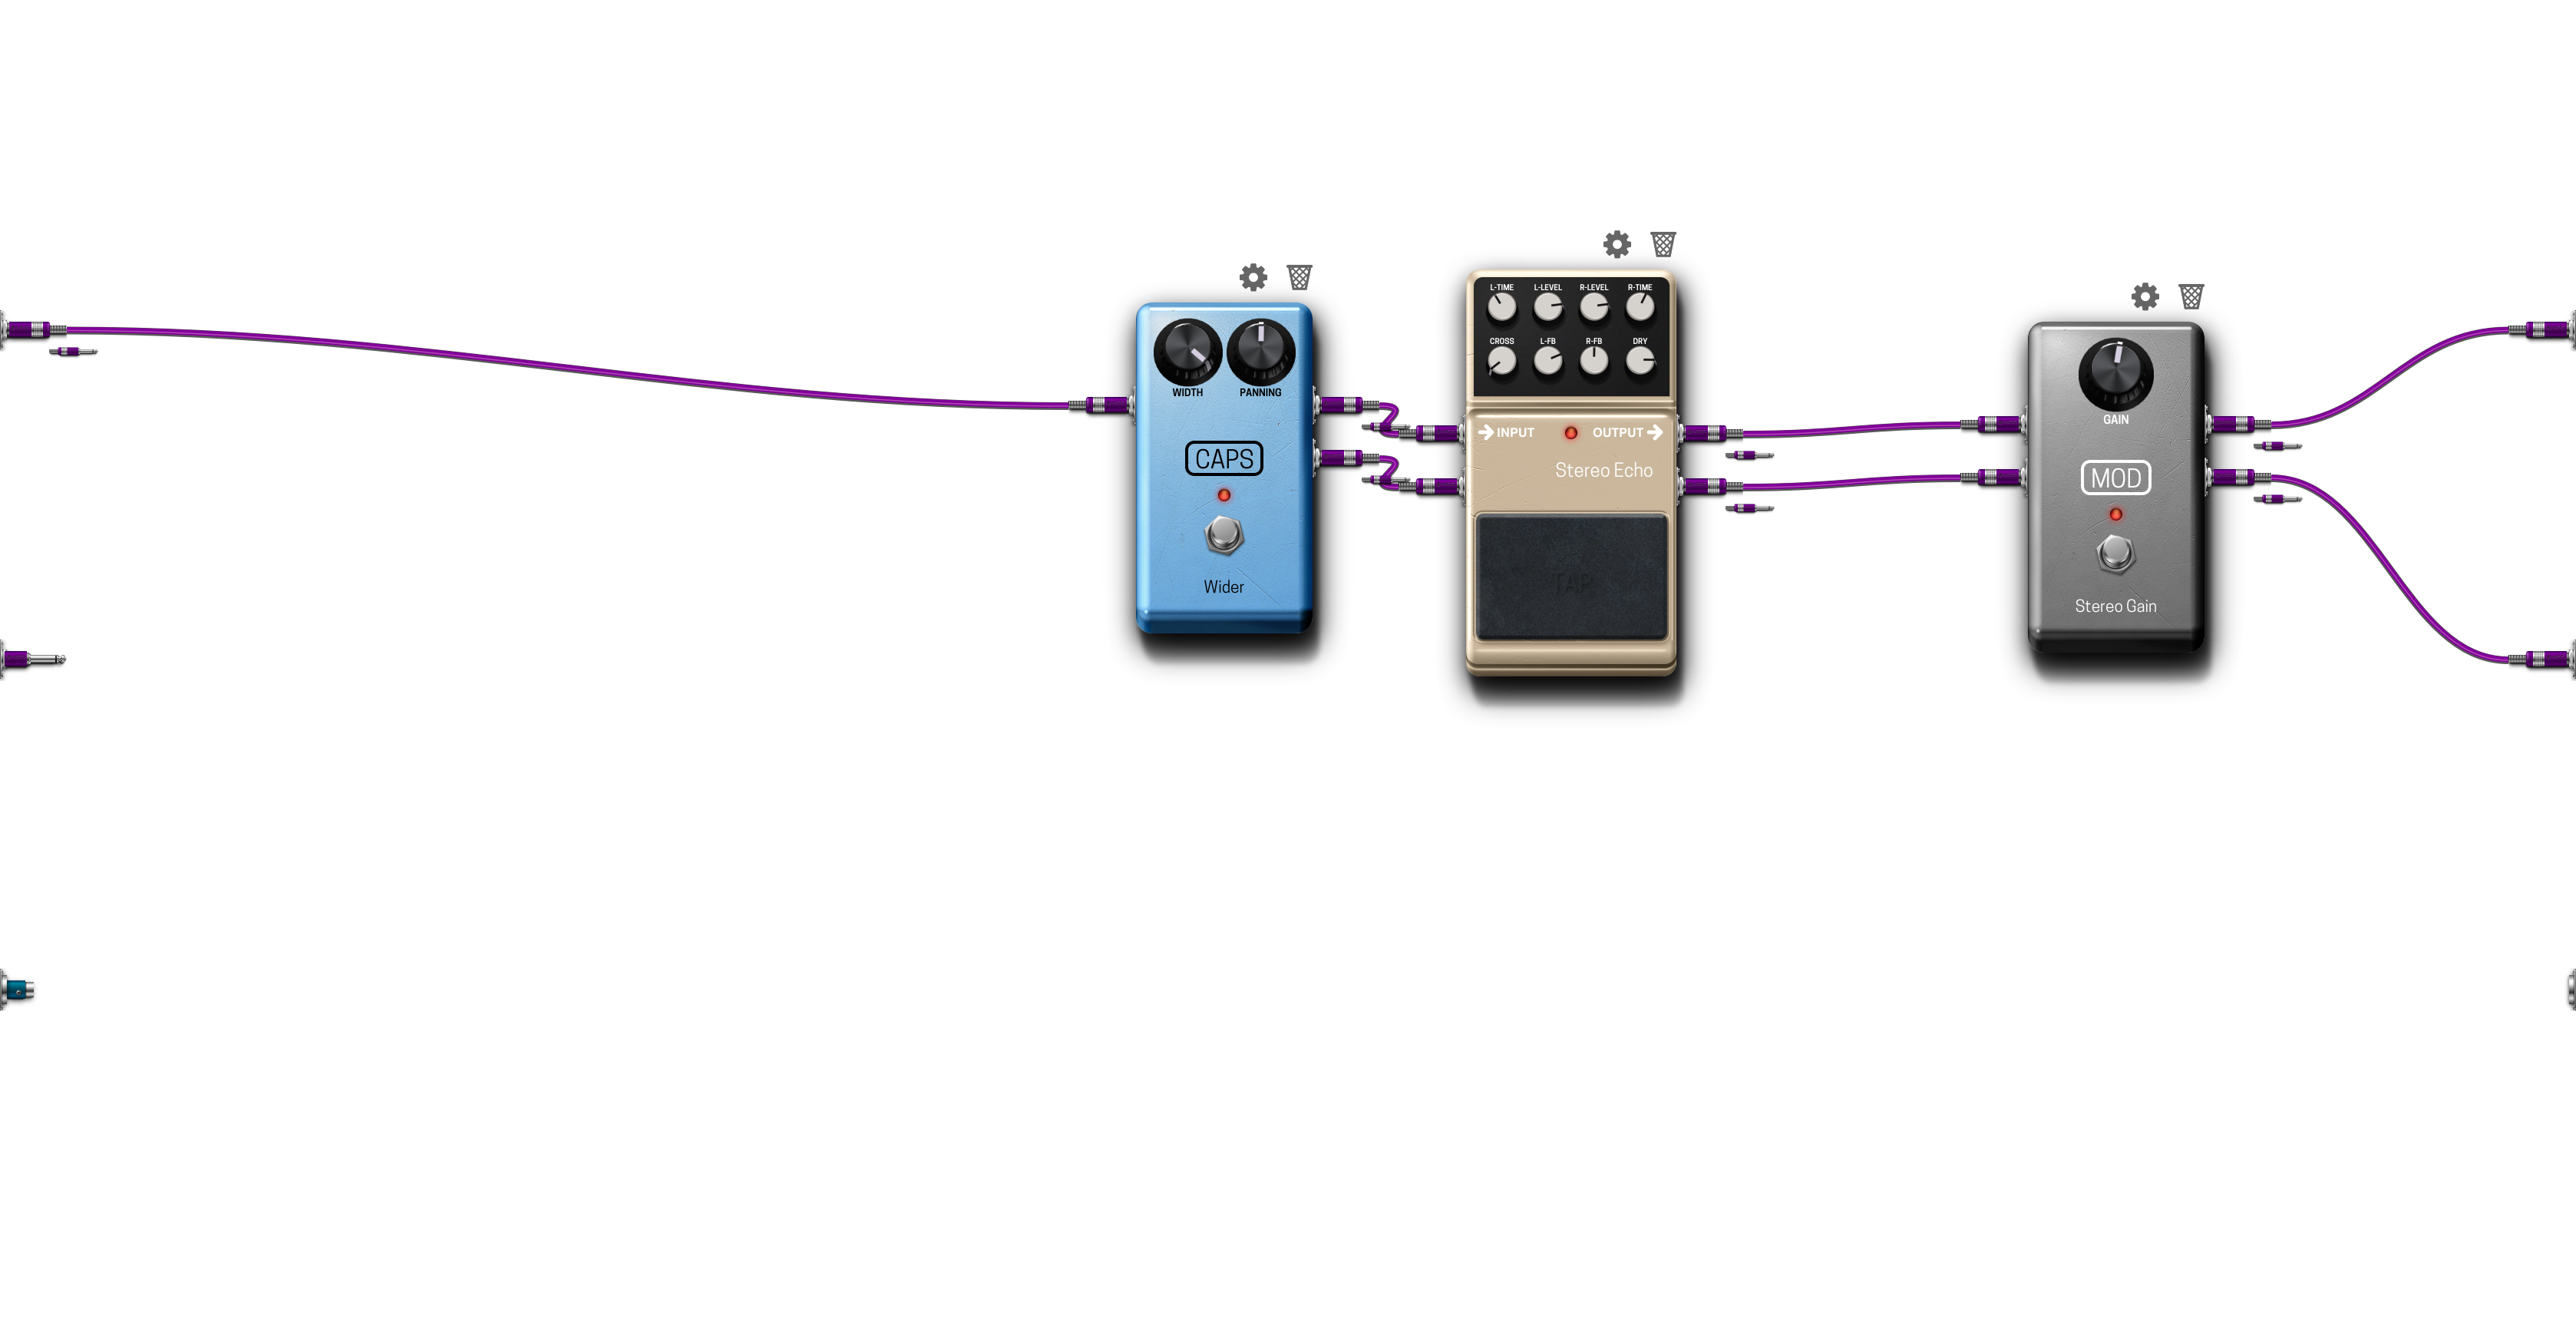 WIDTH PANNING
CAPS
Wider
L-TIME L-LEVEL R-LEVEL R-TIME
CROSS L-FB R-FB DRY
INPUT OUTPUT
Stereo Echo
TAP
GAIN
MOD
Stereo Gain